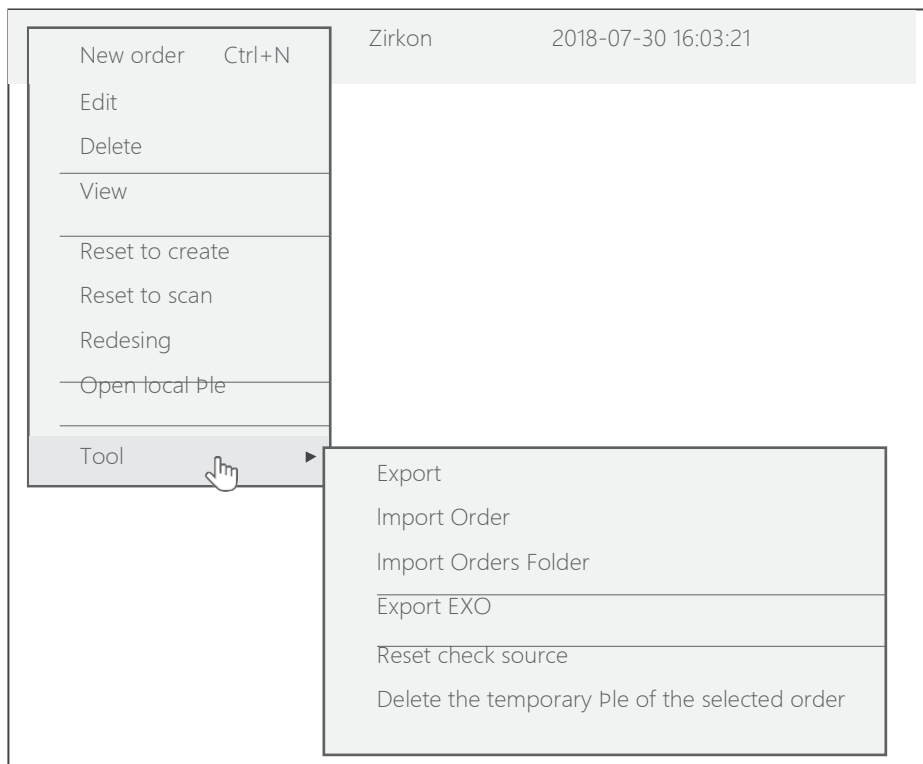 Zirkon 2018-07-30 16:03:21
New order Ctrl+N
Edit
Delete
View
Reset to create
Reset to scan
Redesing
Open local Þle
Tool
Export
Import Order
Import Orders Folder
Export EXO
Reset check source
Delete the temporary Þle of the selected order